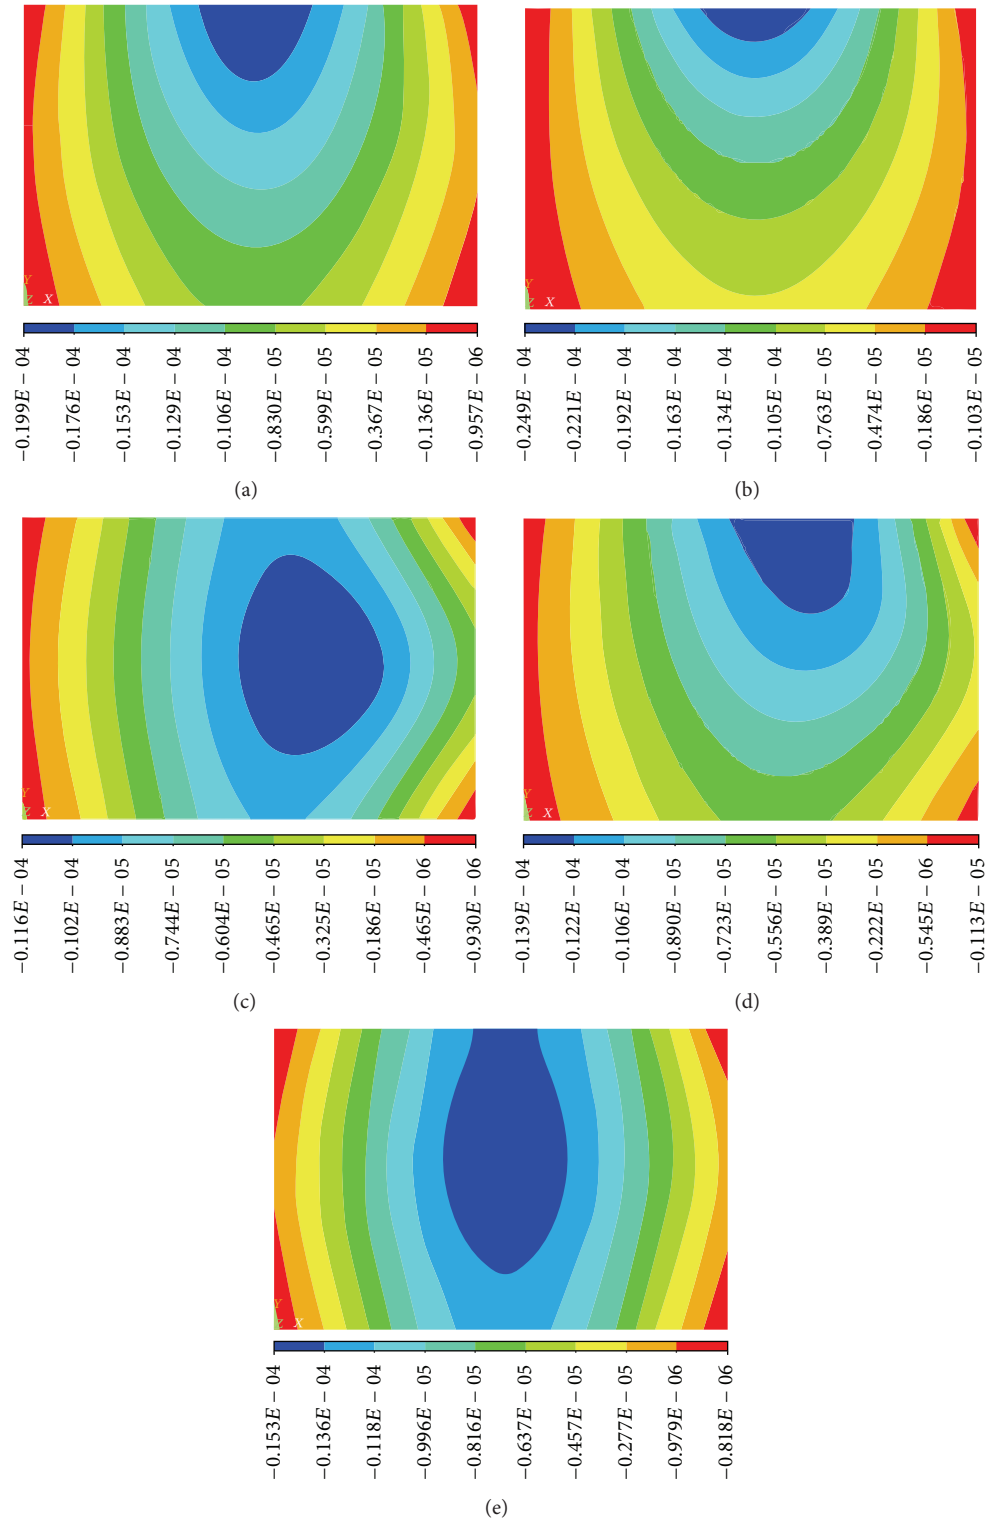 Y
Z X
−0.199E − 04
−0.176E − 04
−0.153E − 04
−0.129E − 04
−0.106E − 04
−0.830E − 05
−0.599E − 05
−0.367E − 05
−0.136E − 05
−0.957E − 06
(a)
Y
Z X
−0.249E − 04
−0.221E − 04
−0.192E − 04
−0.163E − 04
−0.134E − 04
−0.105E − 04
−0.763E − 05
−0.474E − 05
−0.186E − 05
−0.103E − 05
(b)
Y
Z X
−0.116E − 04
−0.102E − 04
−0.883E − 05
−0.744E − 05
−0.604E − 05
−0.465E − 05
−0.325E − 05
−0.186E − 05
−0.465E − 06
−0.930E − 06
(c)
Y
Z X
−0.139E − 04
−0.122E − 04
−0.106E − 04
−0.890E − 05
−0.723E − 05
−0.556E − 05
−0.389E − 05
−0.222E − 05
−0.545E − 06
−0.113E − 05
(d)
Y
Z X
−0.153E − 04
−0.136E − 04
−0.118E − 04
−0.996E − 05
−0.816E − 05
−0.637E − 05
−0.457E − 05
−0.277E − 05
−0.979E − 06
−0.818E − 06
(e)